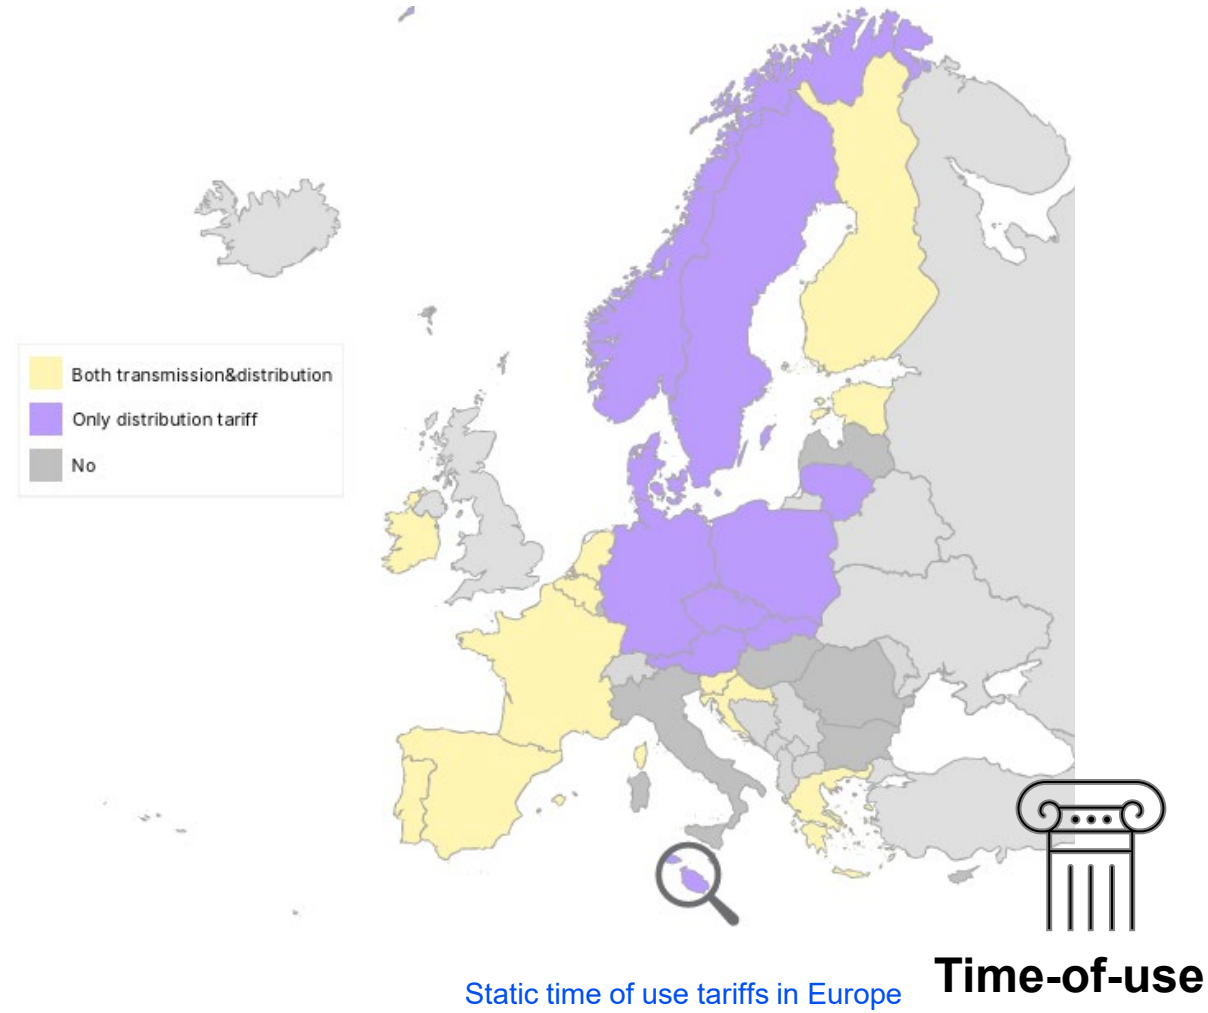 Both transmission&distribution
Only distribution tariff
No
Static time of use tariffs in Europe
Time-of-use